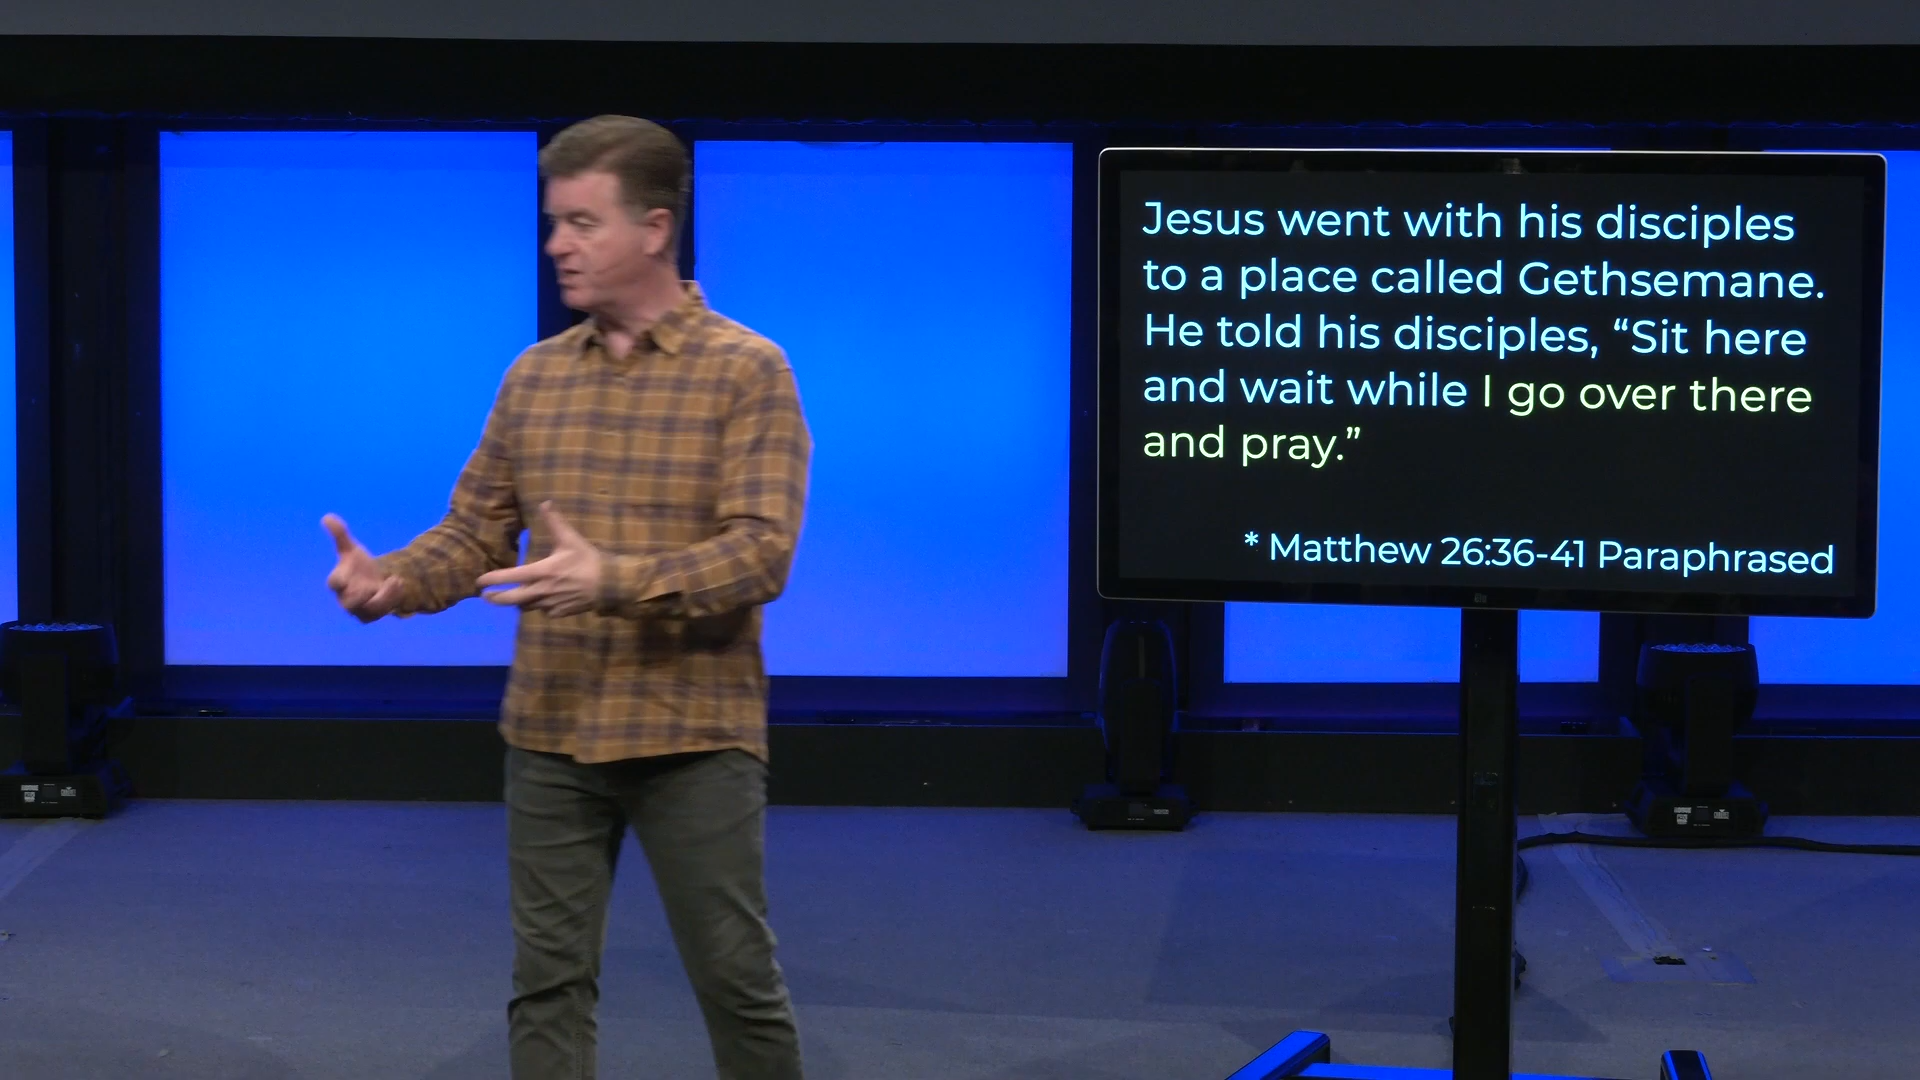 Jesus went with his disciples
to a place called Gethsemane.
He told his disciples, “Sit here
and wait while I go over there
and pray.”
* Matthew 26:36-41 Paraphrased